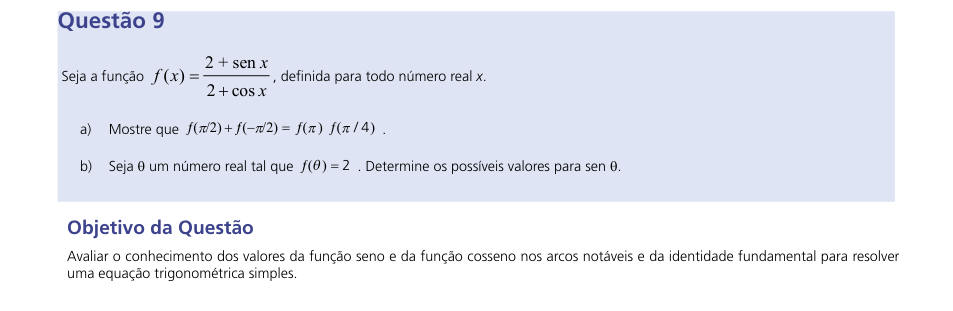 Questão 9
Seja a função f(x) = (2 + sen x)/(2 + cos x), definida para todo número real x.
a) Mostre que f(π/2) + f(−π/2) = f(π) f(π/4) .
b) Seja θ um número real tal que f(θ) = 2 . Determine os possíveis valores para sen θ.
Objetivo da Questão
Avaliar o conhecimento dos valores da função seno e da função cosseno nos arcos notáveis e da identidade fundamental para resolver
uma equação trigonométrica simples.